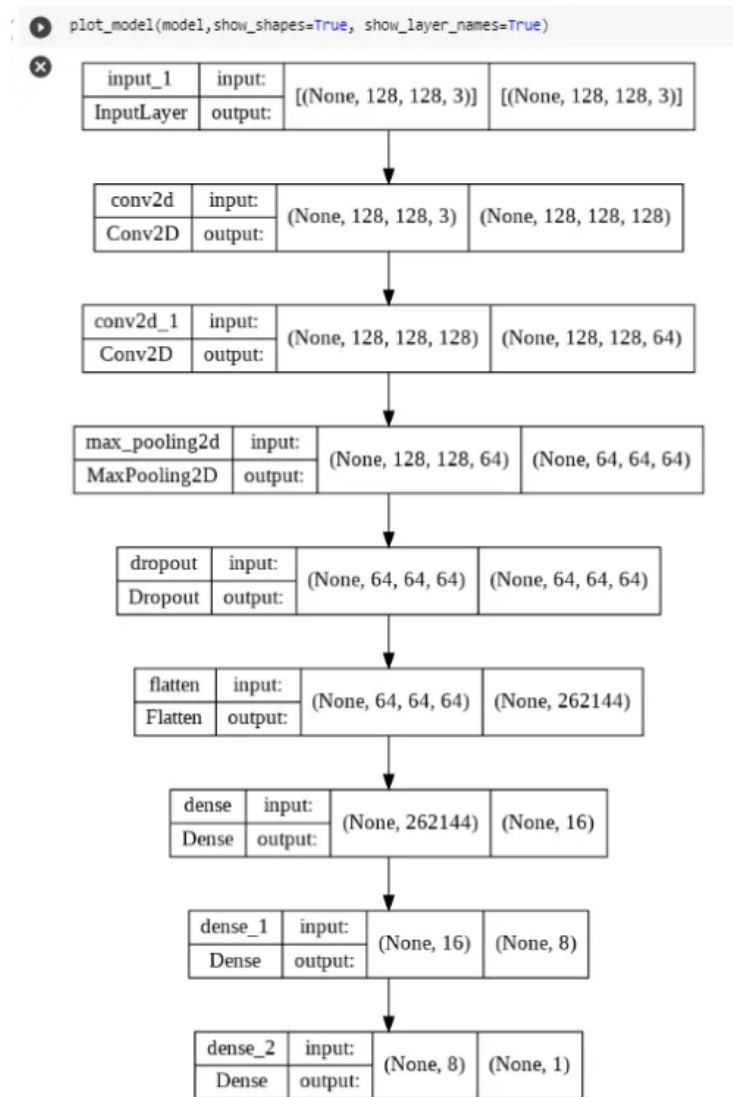 plot_model(model,show_shapes=True, show_layer_names=True)
input_1 input: [(None, 128, 128, 3)] [(None, 128, 128, 3)]
InputLayer output:
conv2d input: (None, 128, 128, 3) (None, 128, 128, 128)
Conv2D output:
conv2d_1 input: (None, 128, 128, 128) (None, 128, 128, 64)
Conv2D output:
max_pooling2d input: (None, 128, 128, 64) (None, 64, 64, 64)
MaxPooling2D output:
dropout input: (None, 64, 64, 64) (None, 64, 64, 64)
Dropout output:
flatten input: (None, 64, 64, 64) (None, 262144)
Flatten output:
dense input: (None, 262144) (None, 16)
Dense output:
dense_1 input: (None, 16) (None, 8)
Dense output:
dense_2 input: (None, 8) (None, 1)
Dense output: